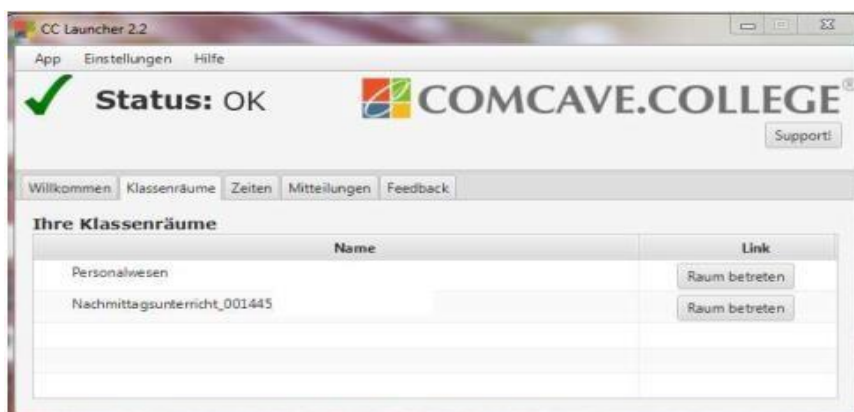 CC Launcher 2.2
App Einstellungen Hilfe
Status: OK
COMCAVE.COLLEGE®
Support!
Willkommen Klassenräume Zeiten Mitteilungen Feedback
Ihre Klassenräume
Name Link
Personalwesen Raum betreten
Nachmittagsunterricht_001445 Raum betreten